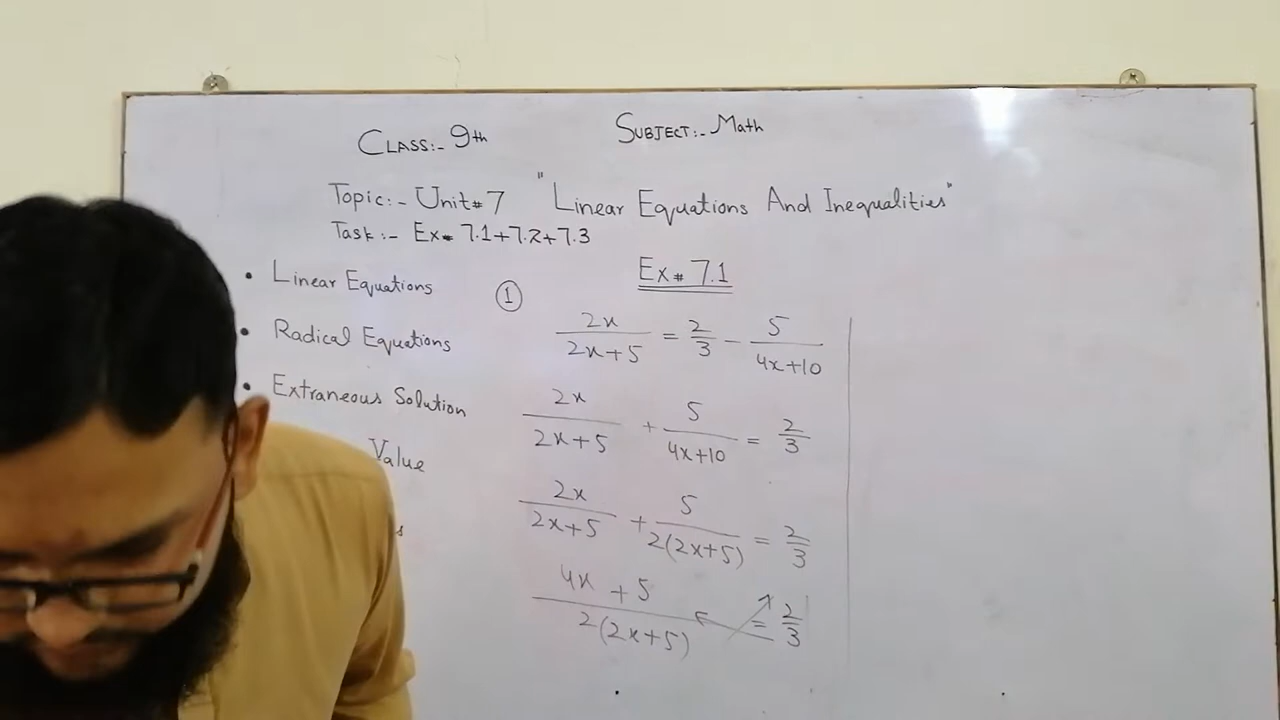 CLASS:- 9th SUBJECT:- Math
Topic:- Unit# 7 "Linear Equations And Inequalities"
Task:- Ex# 7.1+7.2+7.3
• Linear Equations
• Radical Equations
• Extraneous Solution
Value
s
Ex# 7.1
① 2x/(2x+5) = 2/3 - 5/(4x+10)
2x/(2x+5) + 5/(4x+10) = 2/3
2x/(2x+5) + 5/(2(2x+5)) = 2/3
(4x+5)/(2(2x+5)) = 2/3